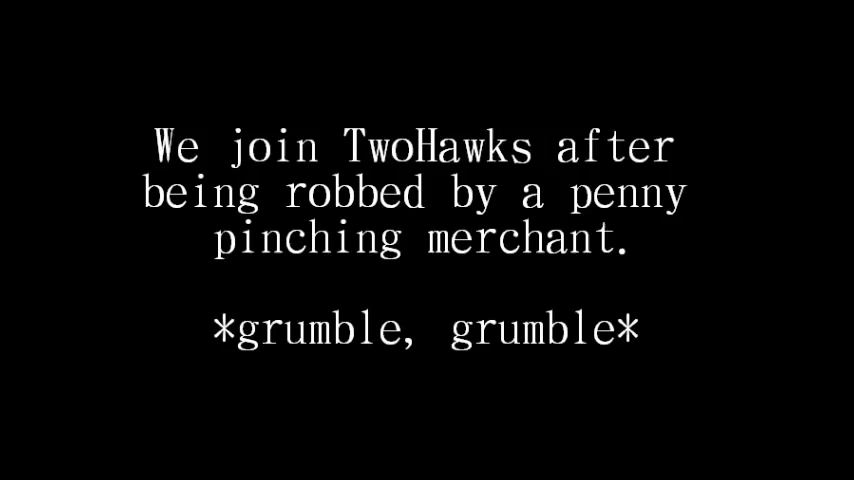 We join TwoHawks after
being robbed by a penny
pinching merchant.
*grumble, grumble*